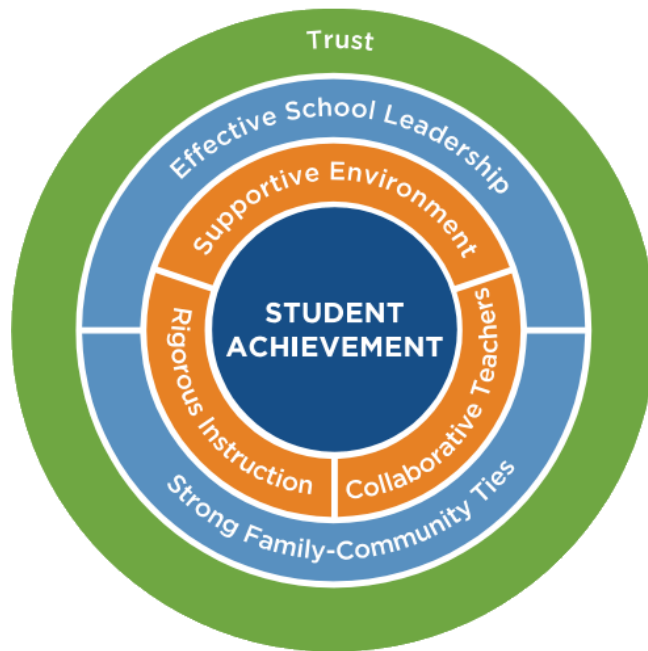 Trust
Effective School Leadership
Supportive Environment
STUDENT
ACHIEVEMENT
Rigorous Instruction
Collaborative Teachers
Strong Family-Community Ties